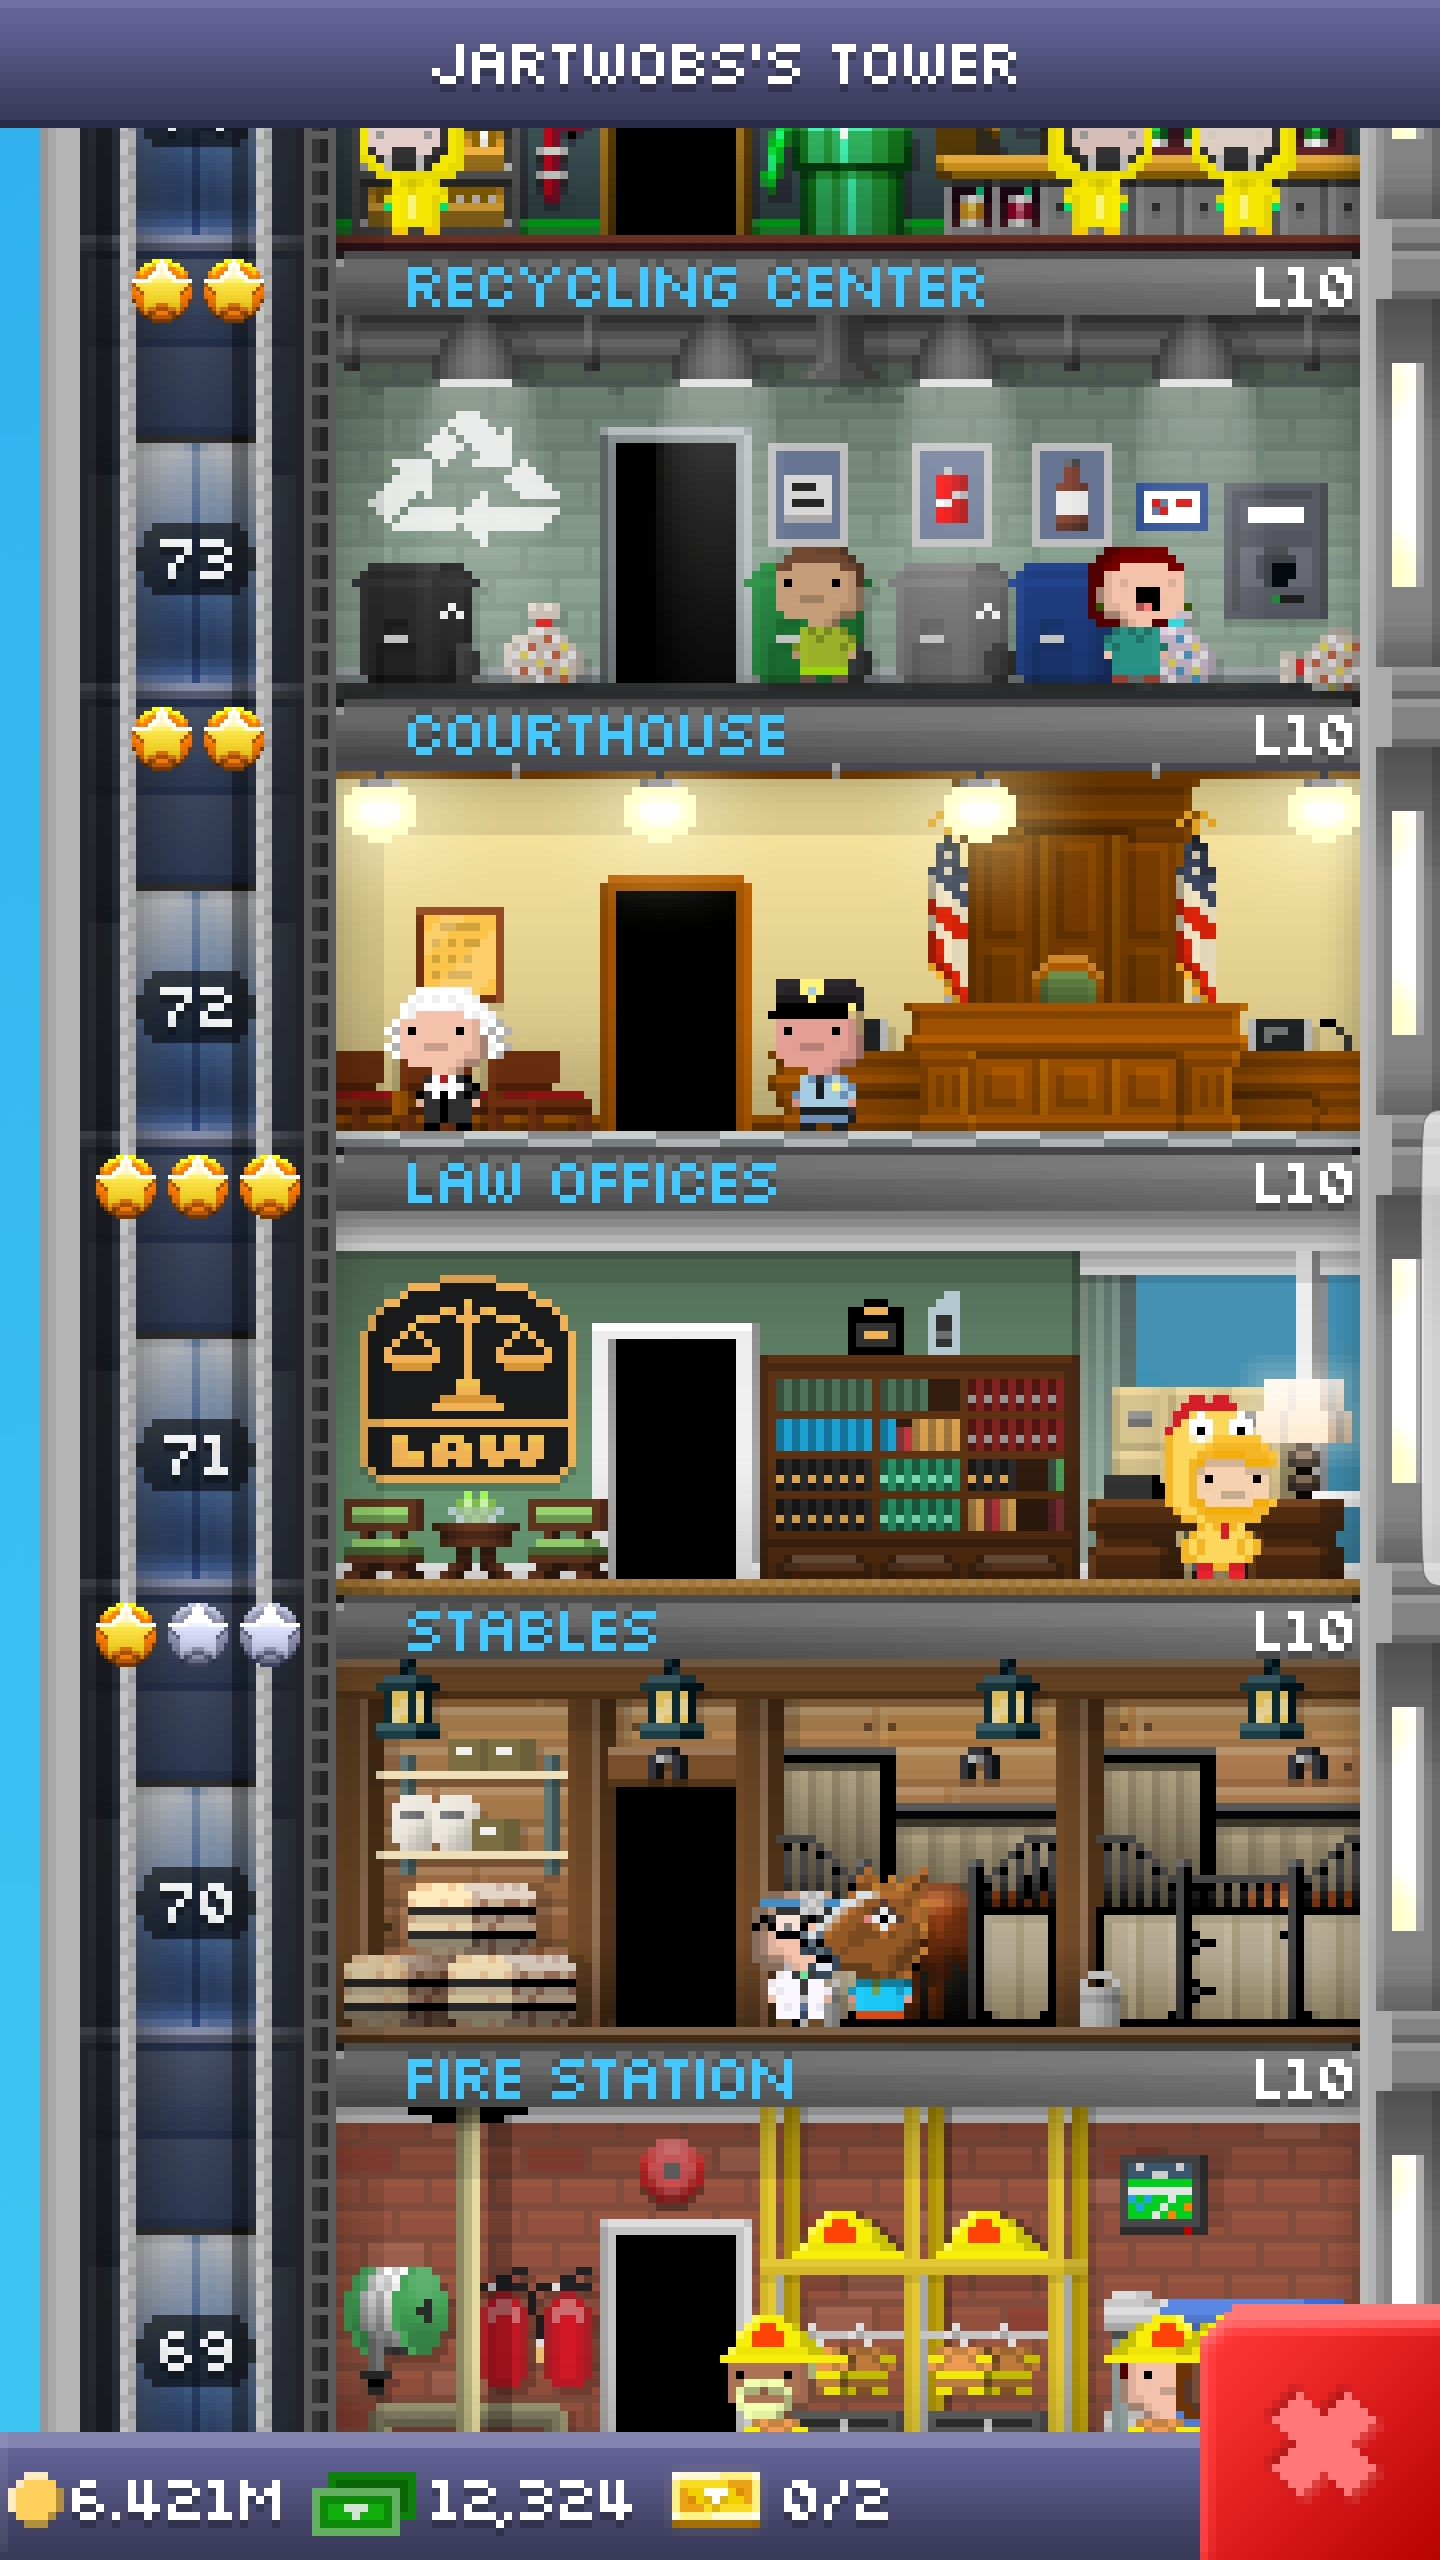 JARTWOBS'S TOWER
RECYCLING CENTER L10
73
COURTHOUSE L10
72
LAW OFFICES L10
LAW
71
STABLES L10
70
FIRE STATION L10
69
6.421M 12,324 0/2